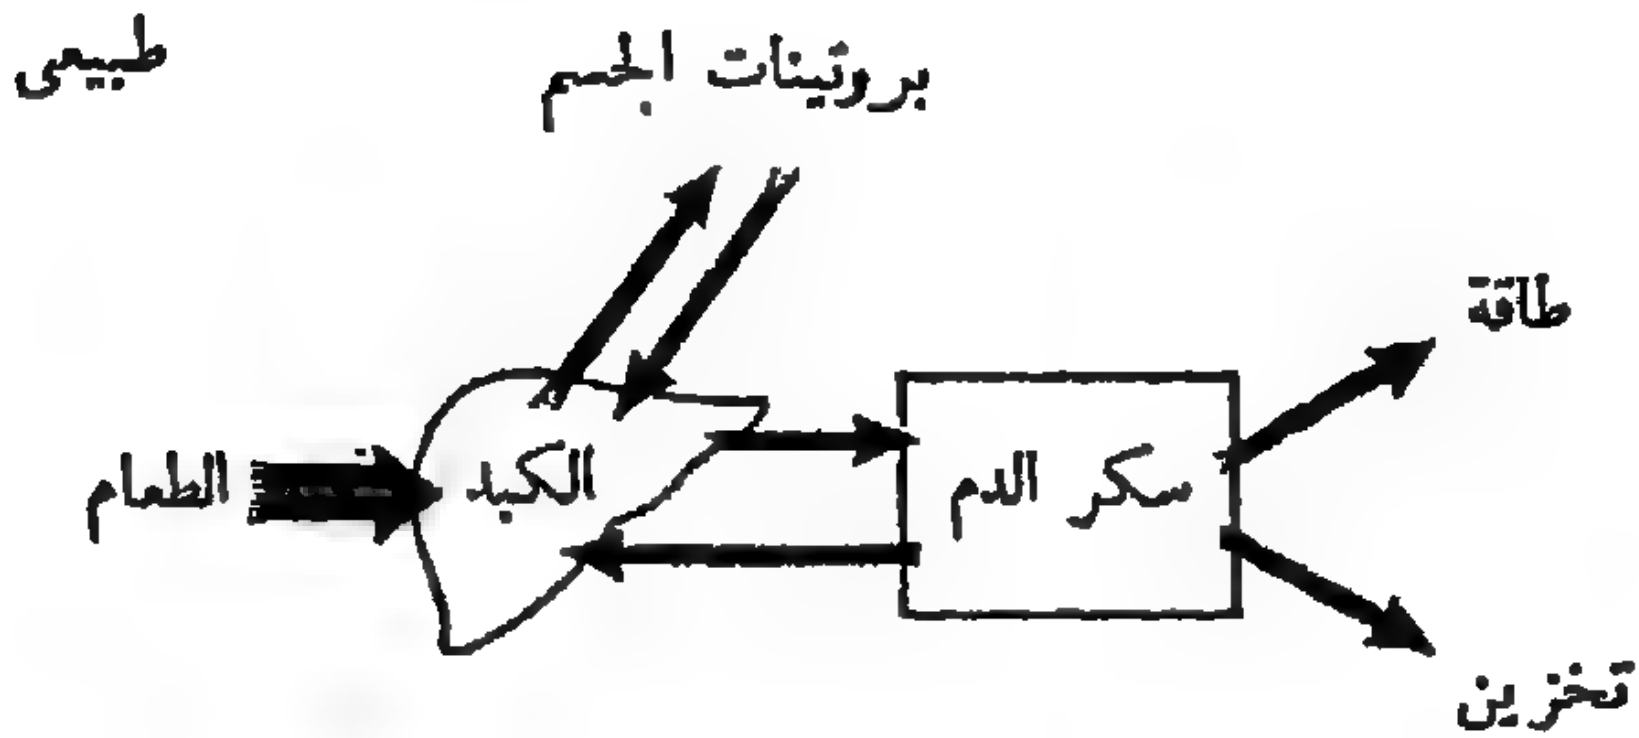 طبيعى
بروتينات الجسم
طاقة
الطعام
الكبد
سكر الدم
تخزين